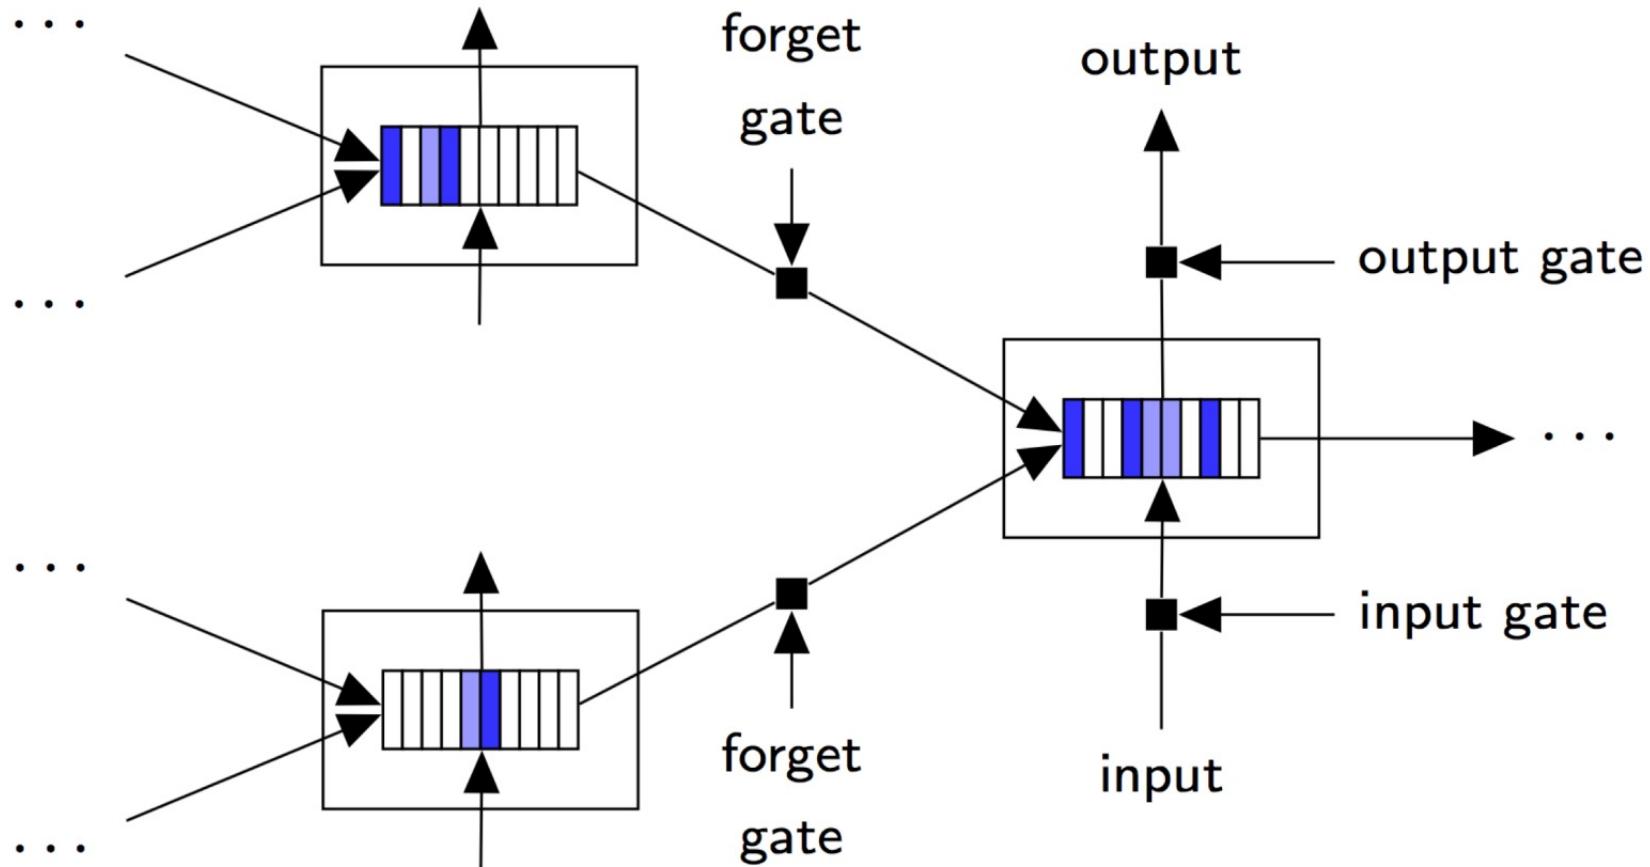 . . .
forget
gate
output
output gate
. . .
. . .
. . .
input gate
forget
gate
input
. . .